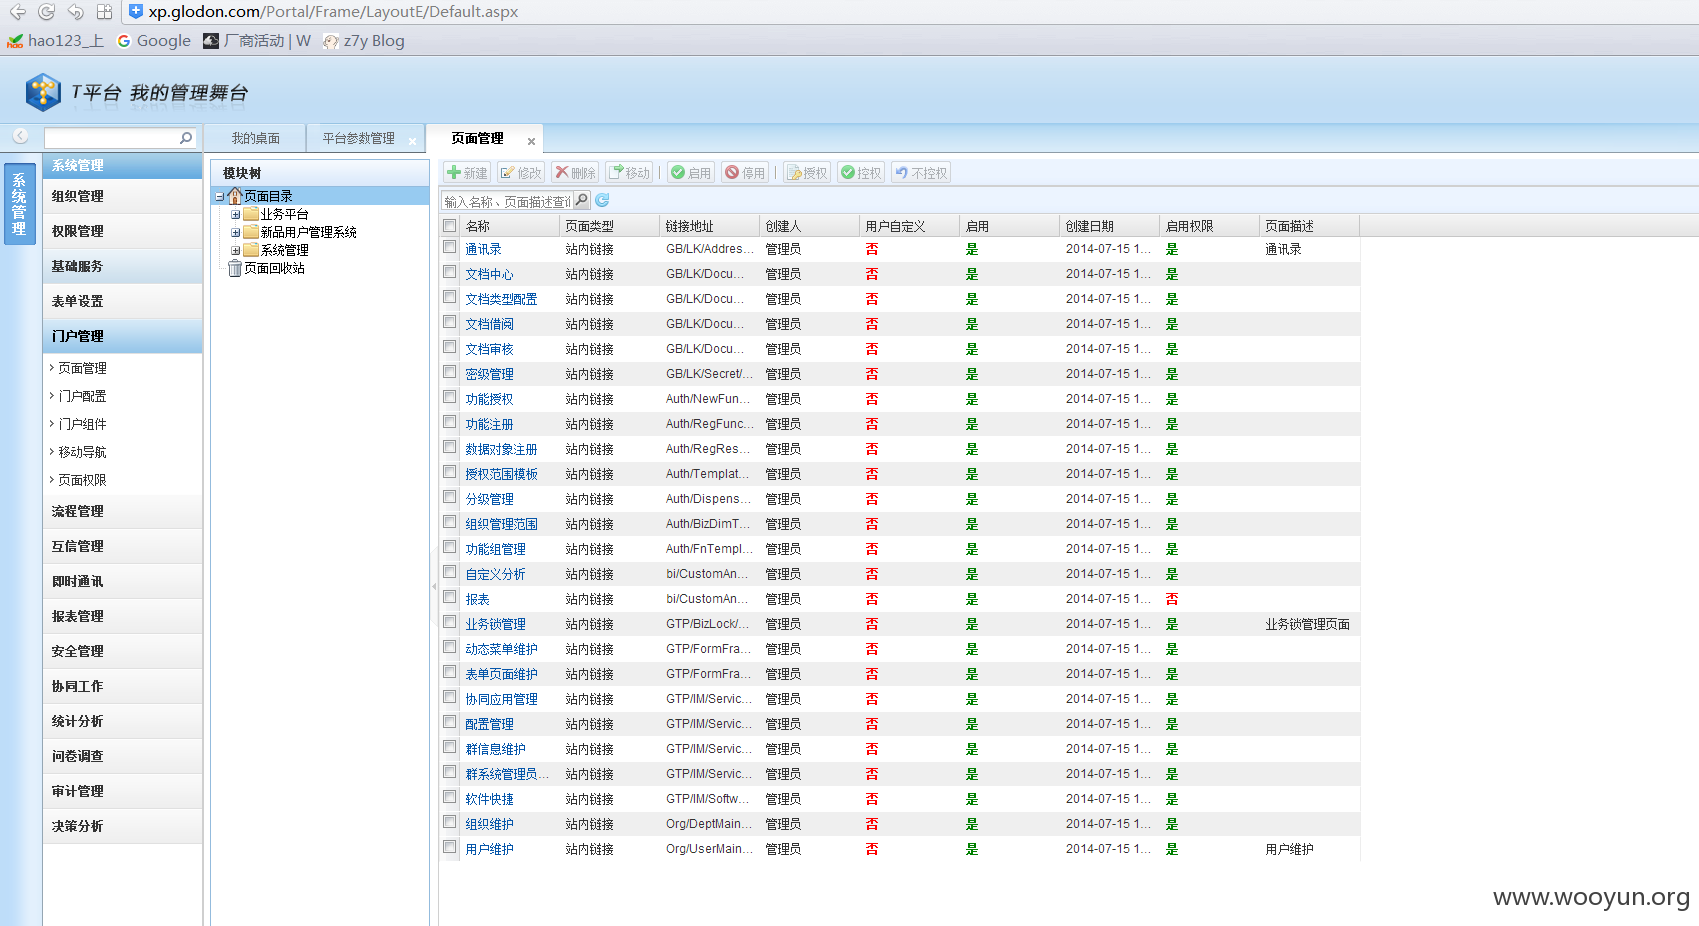 xp.glodon.com/Portal/Frame/LayoutE/Default.aspx
hao123_上 Google 厂商活动 | W z7y Blog
T平台 我的管理舞台
我的桌面 平台参数管理 页面管理
系统管理
系统管理
组织管理
权限管理
基础服务
表单设置
门户管理
页面管理
门户配置
门户组件
移动导航
页面权限
流程管理
互信管理
即时通讯
报表管理
安全管理
协同工作
统计分析
问卷调查
审计管理
决策分析
模块树
页面目录
业务平台
新品用户管理系统
系统管理
页面回收站
新建 修改 删除 移动 启用 停用 授权 控权 不控权
输入名称、页面描述查询
名称 页面类型 链接地址 创建人 用户自定义 启用 创建日期 启用权限 页面描述
通讯录 站内链接 GB/LK/Addres... 管理员 否 是 2014-07-15 1... 是 通讯录
文档中心 站内链接 GB/LK/Docu... 管理员 否 是 2014-07-15 1... 是
文档类型配置 站内链接 GB/LK/Docu... 管理员 否 是 2014-07-15 1... 是
文档借阅 站内链接 GB/LK/Docu... 管理员 否 是 2014-07-15 1... 是
文档审核 站内链接 GB/LK/Docu... 管理员 否 是 2014-07-15 1... 是
密级管理 站内链接 GB/LK/Secret/... 管理员 否 是 2014-07-15 1... 是
功能授权 站内链接 Auth/NewFun... 管理员 否 是 2014-07-15 1... 是
功能注册 站内链接 Auth/RegFunc... 管理员 否 是 2014-07-15 1... 是
数据对象注册 站内链接 Auth/RegRes... 管理员 否 是 2014-07-15 1... 是
授权范围模板 站内链接 Auth/Templat... 管理员 否 是 2014-07-15 1... 是
分级管理 站内链接 Auth/Dispens... 管理员 否 是 2014-07-15 1... 是
组织管理范围 站内链接 Auth/BizDimT... 管理员 否 是 2014-07-15 1... 是
功能组管理 站内链接 Auth/FnTempl... 管理员 否 是 2014-07-15 1... 是
自定义分析 站内链接 bi/CustomAn... 管理员 否 是 2014-07-15 1... 是
报表 站内链接 bi/CustomAn... 管理员 否 是 2014-07-15 1... 否
业务锁管理 站内链接 GTP/BizLock/... 管理员 否 是 2014-07-15 1... 是 业务锁管理页面
动态菜单维护 站内链接 GTP/FormFra... 管理员 否 是 2014-07-15 1... 是
表单页面维护 站内链接 GTP/FormFra... 管理员 否 是 2014-07-15 1... 是
协同应用管理 站内链接 GTP/IM/Servic... 管理员 否 是 2014-07-15 1... 是
配置管理 站内链接 GTP/IM/Servic... 管理员 否 是 2014-07-15 1... 是
群信息维护 站内链接 GTP/IM/Servic... 管理员 否 是 2014-07-15 1... 是
群系统管理员... 站内链接 GTP/IM/Servic... 管理员 否 是 2014-07-15 1... 是
软件快捷 站内链接 GTP/IM/Softw... 管理员 否 是 2014-07-15 1... 是
组织维护 站内链接 Org/DeptMain... 管理员 否 是 2014-07-15 1... 是
用户维护 站内链接 Org/UserMain... 管理员 否 是 2014-07-15 1... 是 用户维护
www.wooyun.org